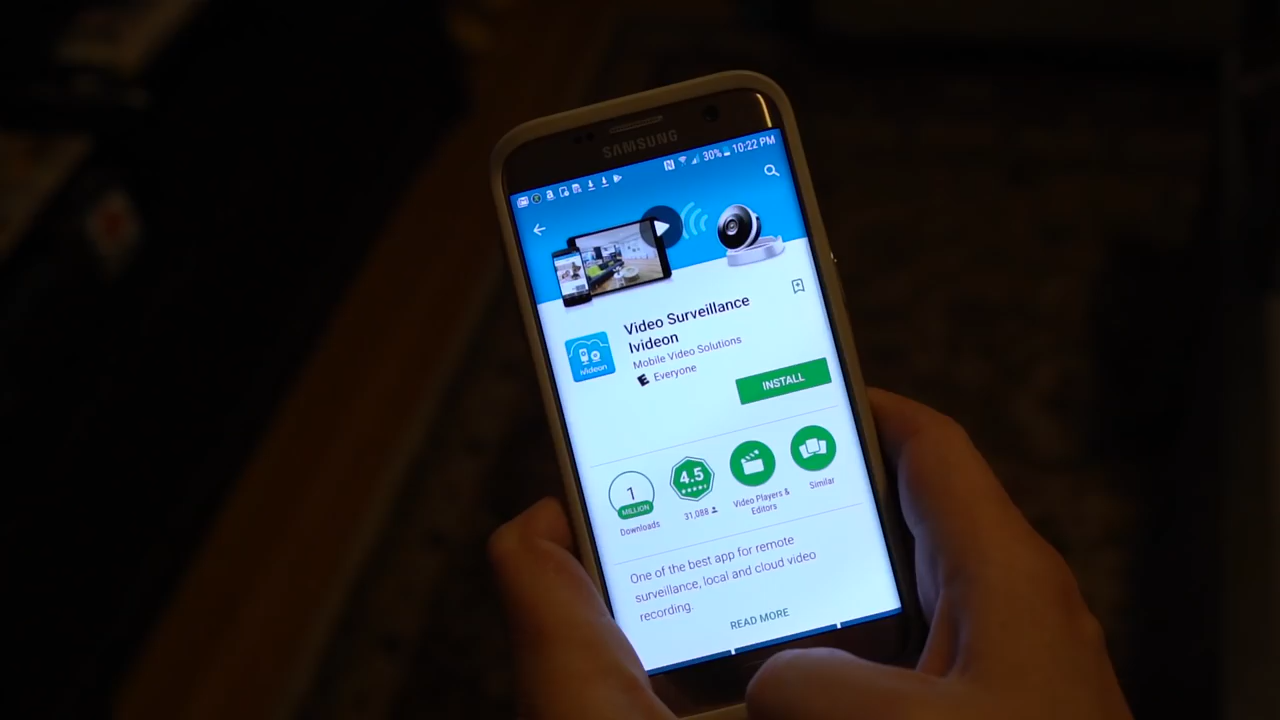 SAMSUNG
30% 10:22 PM
Video Surveillance
Ivideon
Mobile Video Solutions
Everyone
INSTALL
ivideon
1
MILLION
Downloads
4.5
31,088
Video Players &
Editors
Similar
One of the best app for remote
surveillance, local and cloud video
recording.
READ MORE